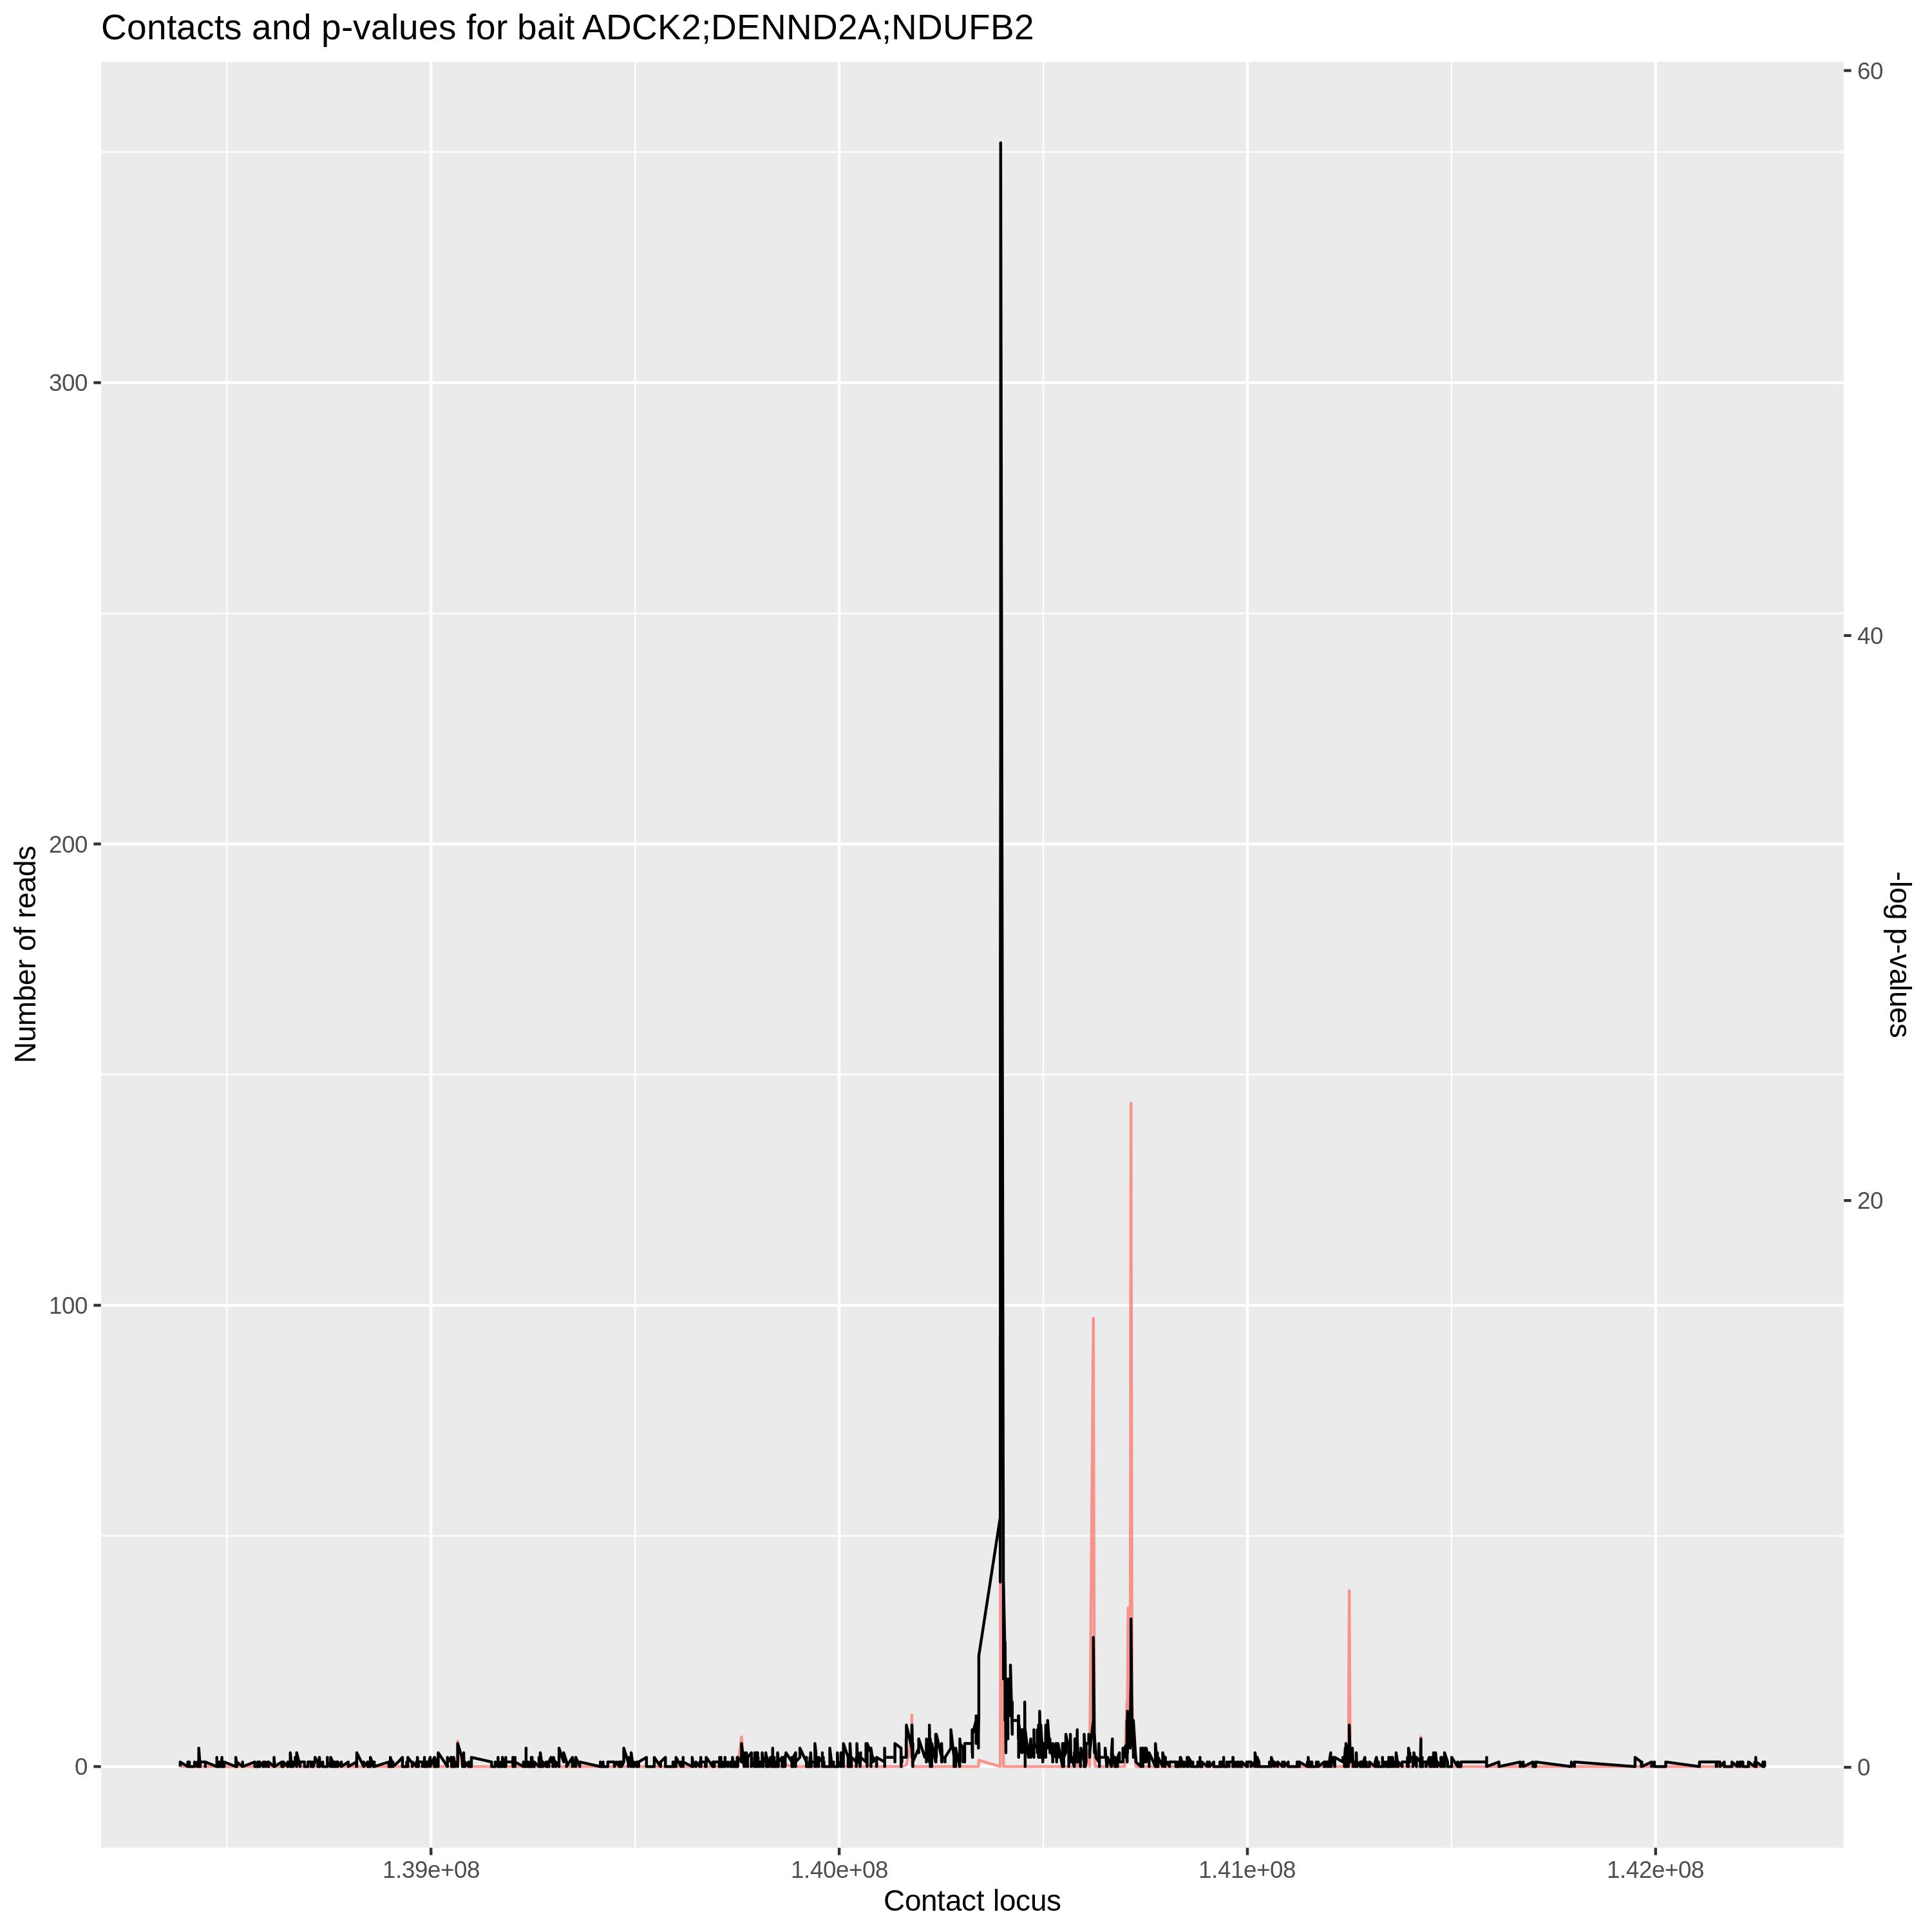 Contacts and p-values for bait ADCK2;DENND2A;NDUFB2
60
300
40
200
Number of reads
-log p-values
20
100
0
0
1.39e+08
1.40e+08
1.41e+08
1.42e+08
Contact locus